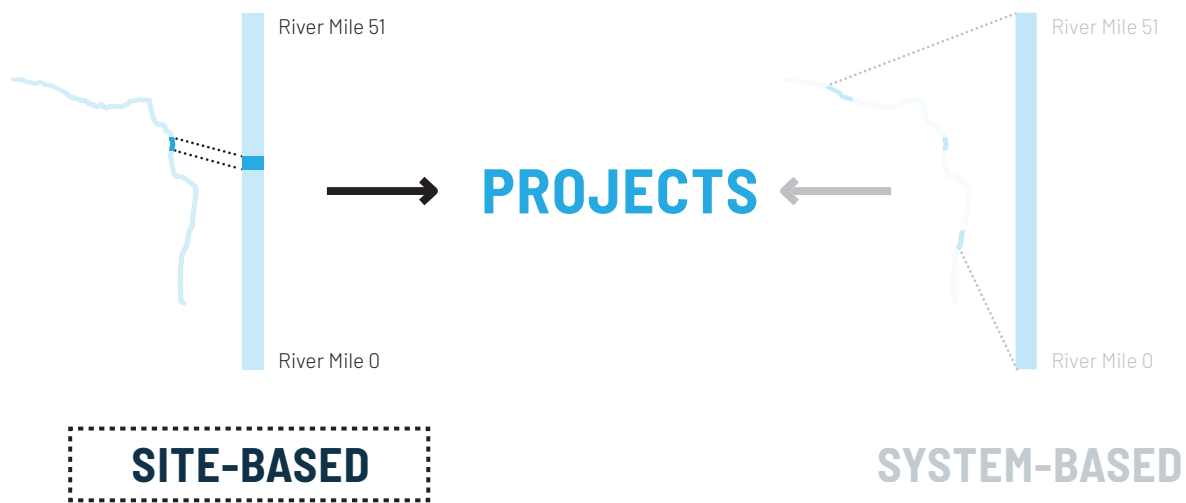 River Mile 51
River Mile 51
PROJECTS
River Mile 0
River Mile 0
SITE-BASED
SYSTEM-BASED